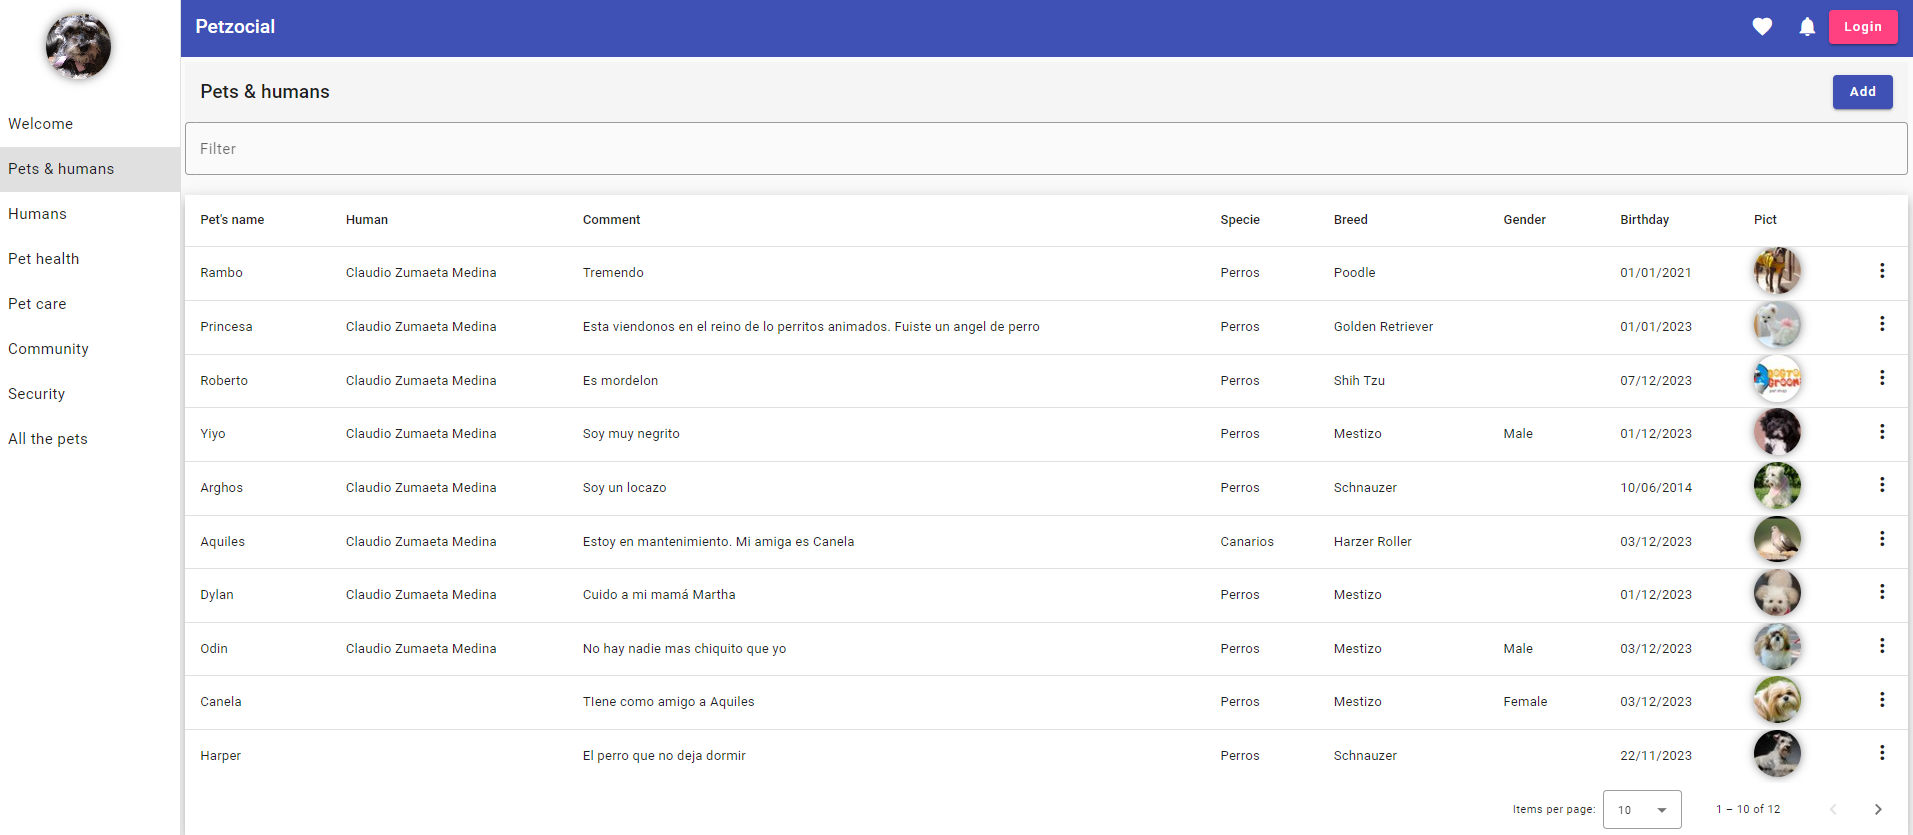 Petzocial
Login
Welcome
Pets & humans
Humans
Pet health
Pet care
Community
Security
All the pets
Pets & humans
Add
Filter
Pet's name Human Comment Specie Breed Gender Birthday Pict
Rambo Claudio Zumaeta Medina Tremendo Perros Poodle 01/01/2021
Princesa Claudio Zumaeta Medina Esta viendonos en el reino de lo perritos animados. Fuiste un angel de perro Perros Golden Retriever 01/01/2023
Roberto Claudio Zumaeta Medina Es mordelon Perros Shih Tzu 07/12/2023
Yiyo Claudio Zumaeta Medina Soy muy negrito Perros Mestizo Male 01/12/2023
Arghos Claudio Zumaeta Medina Soy un locazo Perros Schnauzer 10/06/2014
Aquiles Claudio Zumaeta Medina Estoy en mantenimiento. Mi amiga es Canela Canarios Harzer Roller 03/12/2023
Dylan Claudio Zumaeta Medina Cuido a mi mamá Martha Perros Mestizo 01/12/2023
Odin Claudio Zumaeta Medina No hay nadie mas chiquito que yo Perros Mestizo Male 03/12/2023
Canela TIene como amigo a Aquiles Perros Mestizo Female 03/12/2023
Harper El perro que no deja dormir Perros Schnauzer 22/11/2023
Items per page: 10 1 – 10 of 12